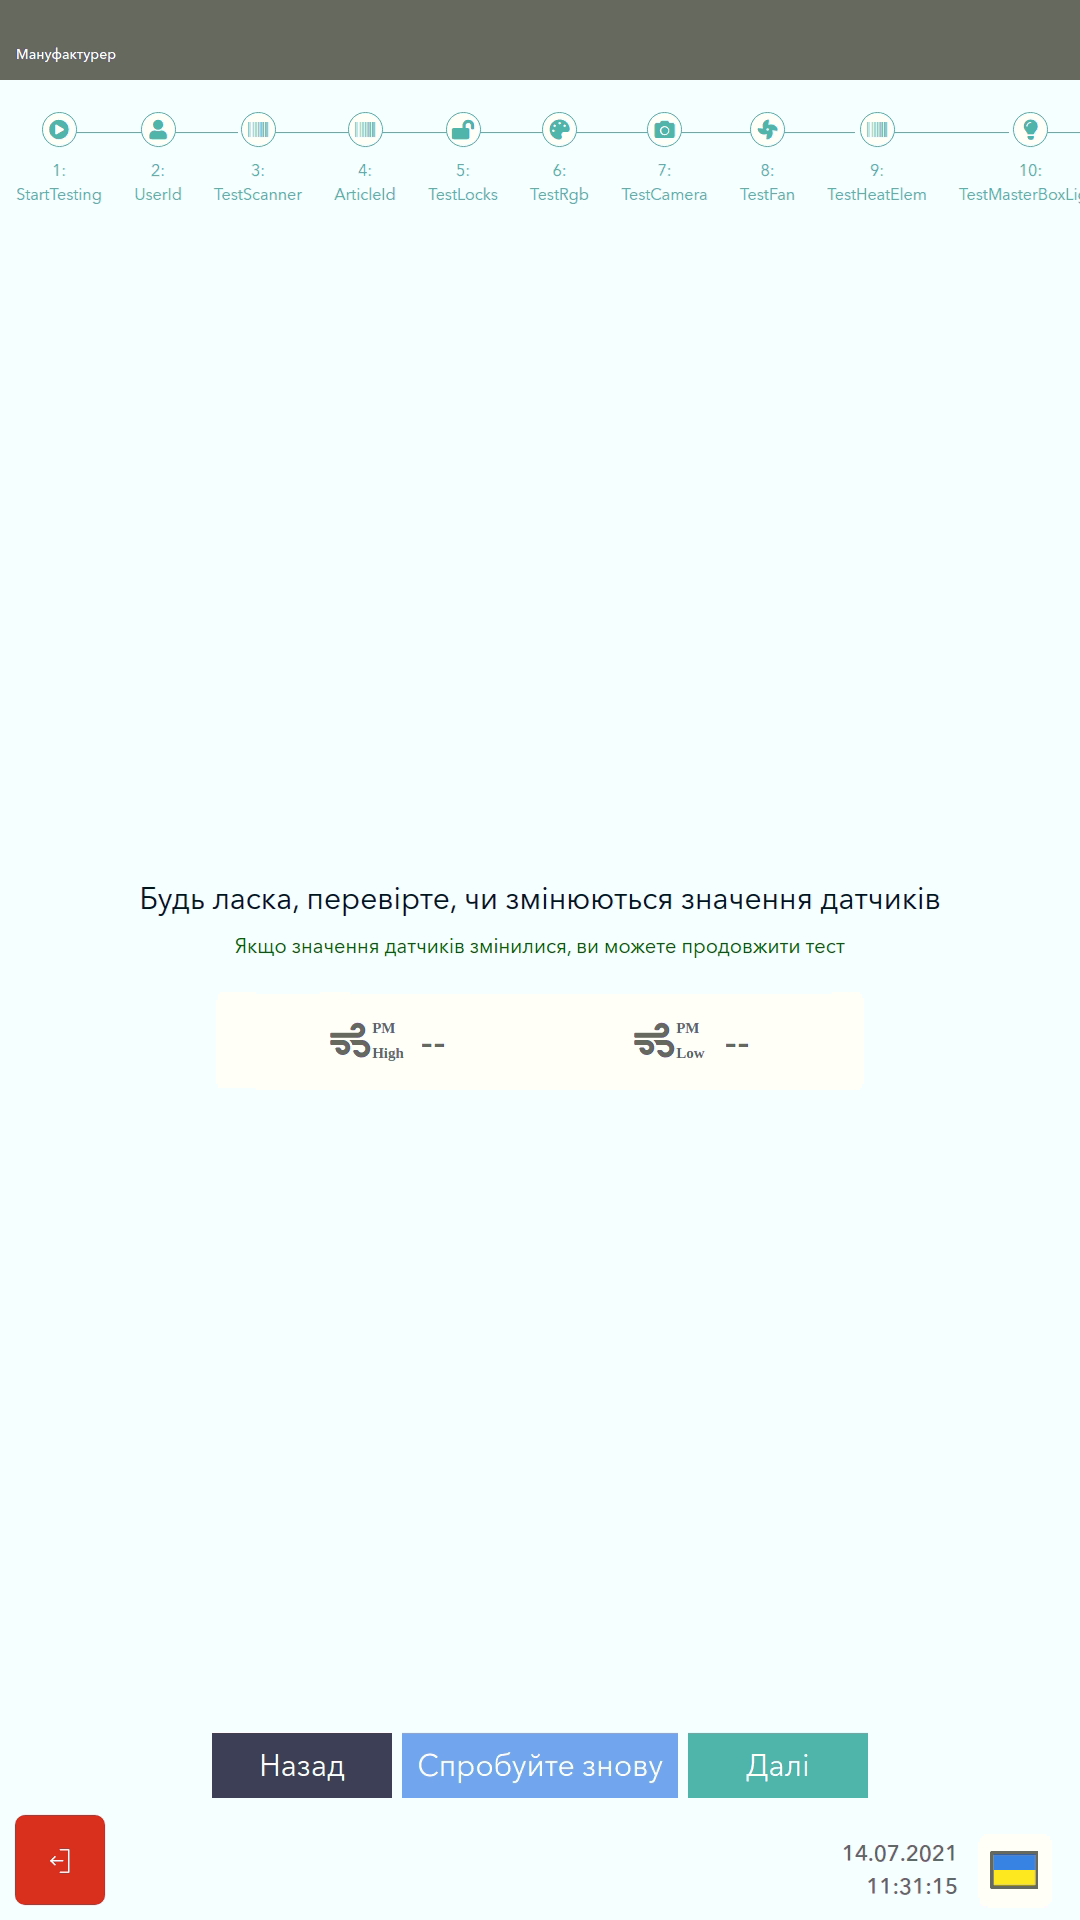 Мануфактурер
1: 2: 3: 4: 5: 6: 7: 8: 9: 10:
StartTesting UserId TestScanner ArticleId TestLocks TestRgb TestCamera TestFan TestHeatElem TestMasterBoxLig
Будь ласка, перевірте, чи змінюються значення датчиків
Якщо значення датчиків змінилися, ви можете продовжити тест
PM High -- PM Low --
Назад Спробуйте знову Далі
14.07.2021
11:31:15